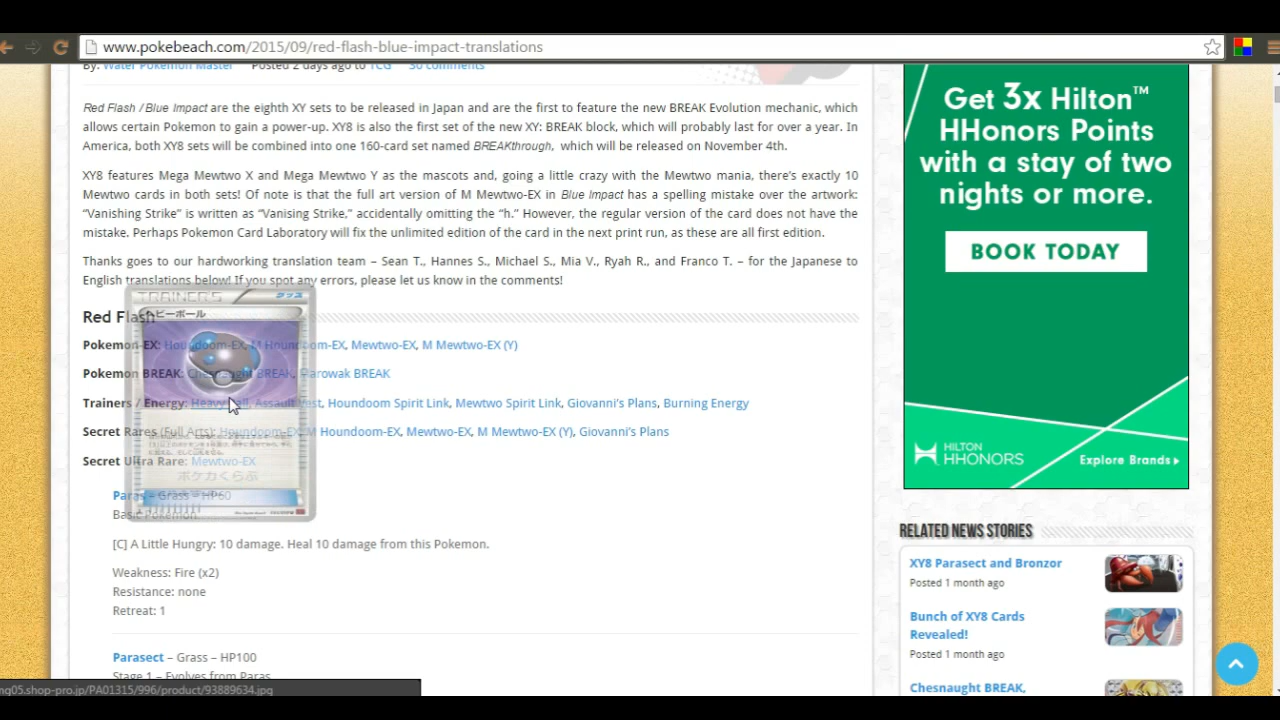 www.pokebeach.com/2015/09/red-flash-blue-impact-translations
By: Water Pokemon Master Posted 2 days ago to TCG 30 comments
Red Flash / Blue Impact are the eighth XY sets to be released in Japan and are the first to feature the new BREAK Evolution mechanic, which
allows certain Pokemon to gain a power-up. XY8 is also the first set of the new XY: BREAK block, which will probably last for over a year. In
America, both XY8 sets will be combined into one 160-card set named BREAKthrough, which will be released on November 4th.
XY8 features Mega Mewtwo X and Mega Mewtwo Y as the mascots and, going a little crazy with the Mewtwo mania, there's exactly 10
Mewtwo cards in both sets! Of note is that the full art version of M Mewtwo-EX in Blue Impact has a spelling mistake over the artwork:
“Vanishing Strike” is written as “Vanising Strike,” accidentally omitting the “h.” However, the regular version of the card does not have the
mistake. Perhaps Pokemon Card Laboratory will fix the unlimited edition of the card in the next print run, as these are all first edition.
Thanks goes to our hardworking translation team – Sean T., Hannes S., Michael S., Mia V., Ryah R., and Franco T. – for the Japanese to
English translations below! If you spot any errors, please let us know in the comments!
TRAINER'S グッズ
ヘビーボール
Red Flash
Pokemon-EX: Houndoom-EX, M Houndoom-EX, Mewtwo-EX, M Mewtwo-EX (Y)
Pokemon BREAK: Chesnaught BREAK, Marowak BREAK
Trainers / Energy: Heavy Ball, Assault Vest, Houndoom Spirit Link, Mewtwo Spirit Link, Giovanni's Plans, Burning Energy
Secret Rares (Full Arts): Houndoom-EX, M Houndoom-EX, Mewtwo-EX, M Mewtwo-EX (Y), Giovanni's Plans
Secret Ultra Rare: Mewtwo-EX
ポケカくらぶ
Paras – Grass – HP60
Basic Pokemon
[C] A Little Hungry: 10 damage. Heal 10 damage from this Pokemon.
Weakness: Fire (x2)
Resistance: none
Retreat: 1
Parasect – Grass – HP100
Stage 1 – Evolves from Paras
ng05.shop-pro.jp/PA01315/996/product/93889634.jpg
Get 3x Hilton™
HHonors Points
with a stay of two
nights or more.
BOOK TODAY
HILTON
HHONORS
Explore Brands
RELATED NEWS STORIES
XY8 Parasect and Bronzor
Posted 1 month ago
Bunch of XY8 Cards
Revealed!
Posted 1 month ago
Chesnaught BREAK,